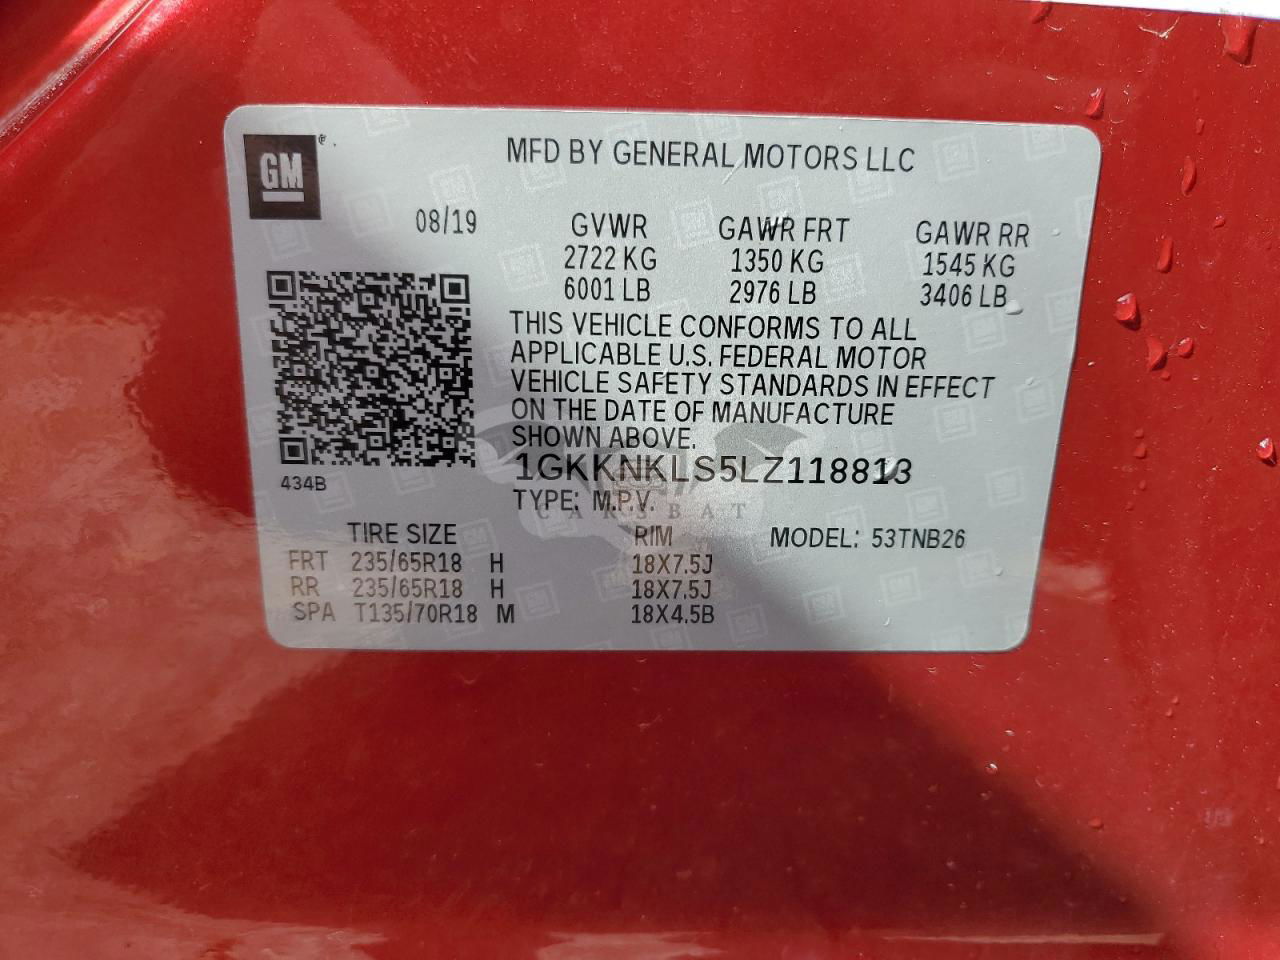 GM
MFD BY GENERAL MOTORS LLC
08/19 GVWR GAWR FRT GAWR RR
2722 KG 1350 KG 1545 KG
6001 LB 2976 LB 3406 LB
THIS VEHICLE CONFORMS TO ALL
APPLICABLE U.S. FEDERAL MOTOR
VEHICLE SAFETY STANDARDS IN EFFECT
ON THE DATE OF MANUFACTURE
SHOWN ABOVE.
1GKKNKLS5LZ118813
434B
TYPE: M.P.V.
CARSBAT
TIRE SIZE RIM MODEL: 53TNB26
FRT 235/65R18 H 18X7.5J
RR 235/65R18 H 18X7.5J
SPA T135/70R18 M 18X4.5B